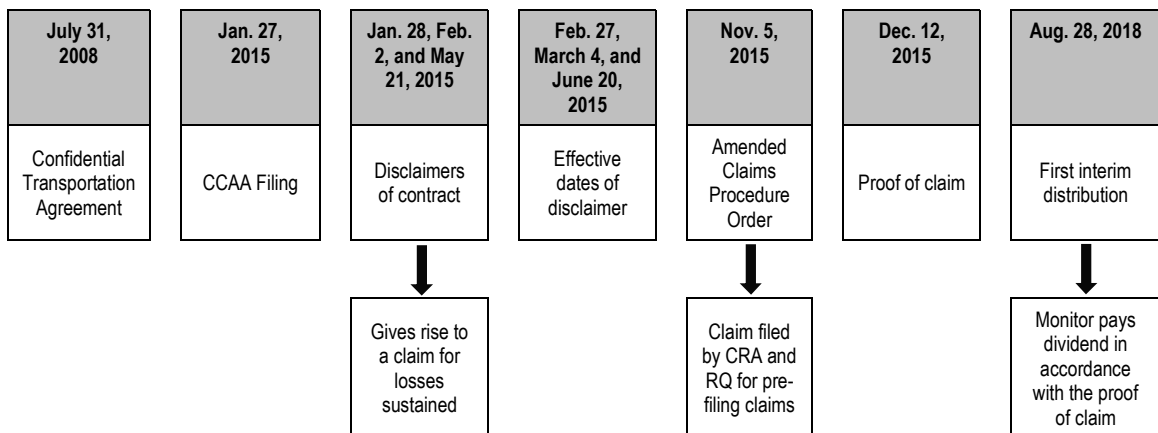 July 31,
2008
Confidential
Transportation
Agreement
Jan. 27,
2015
CCAA Filing
Jan. 28, Feb.
2, and May
21, 2015
Disclaimers
of contract
Gives rise to
a claim for
losses
sustained
Feb. 27,
March 4, and
June 20,
2015
Effective
dates of
disclaimer
Nov. 5,
2015
Amended
Claims
Procedure
Order
Claim filed
by CRA and
RQ for pre-
filing claims
Dec. 12,
2015
Proof of claim
Aug. 28, 2018
First interim
distribution
Monitor pays
dividend in
accordance
with the proof
of claim